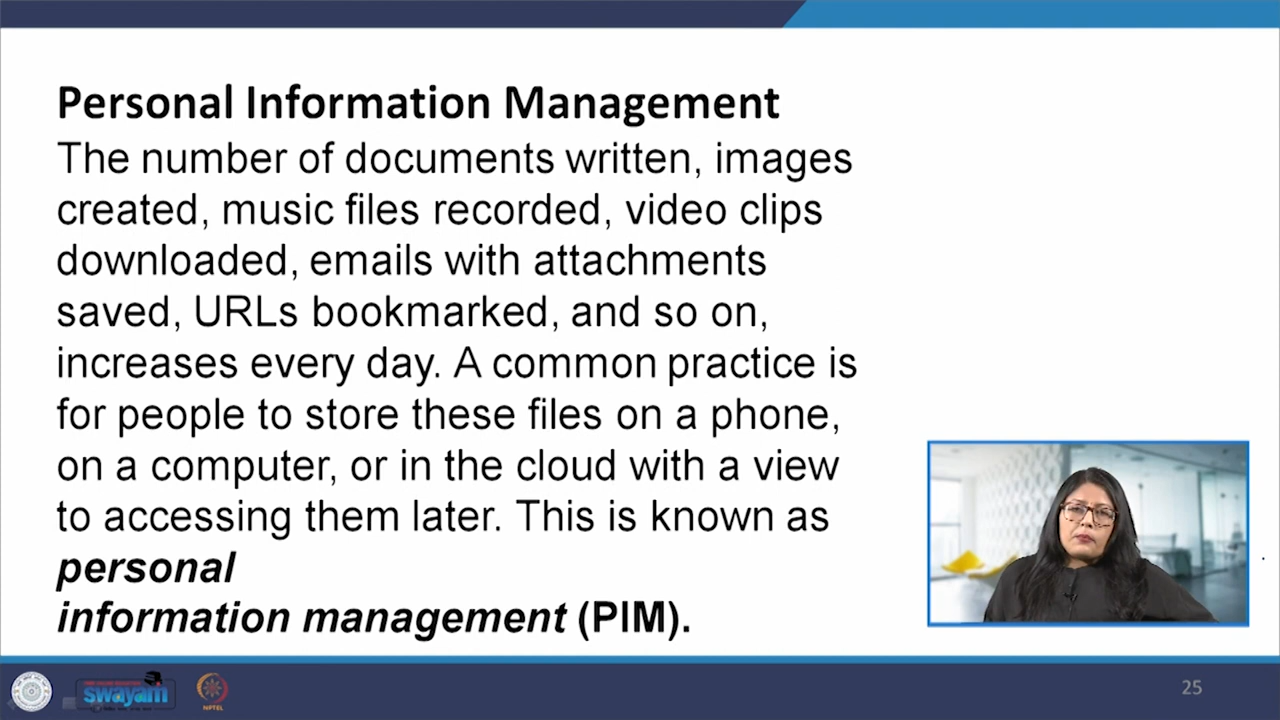 Personal Information Management
The number of documents written, images
created, music files recorded, video clips
downloaded, emails with attachments
saved, URLs bookmarked, and so on,
increases every day. A common practice is
for people to store these files on a phone,
on a computer, or in the cloud with a view
to accessing them later. This is known as
personal
information management (PIM).
swayam
NPTEL
25